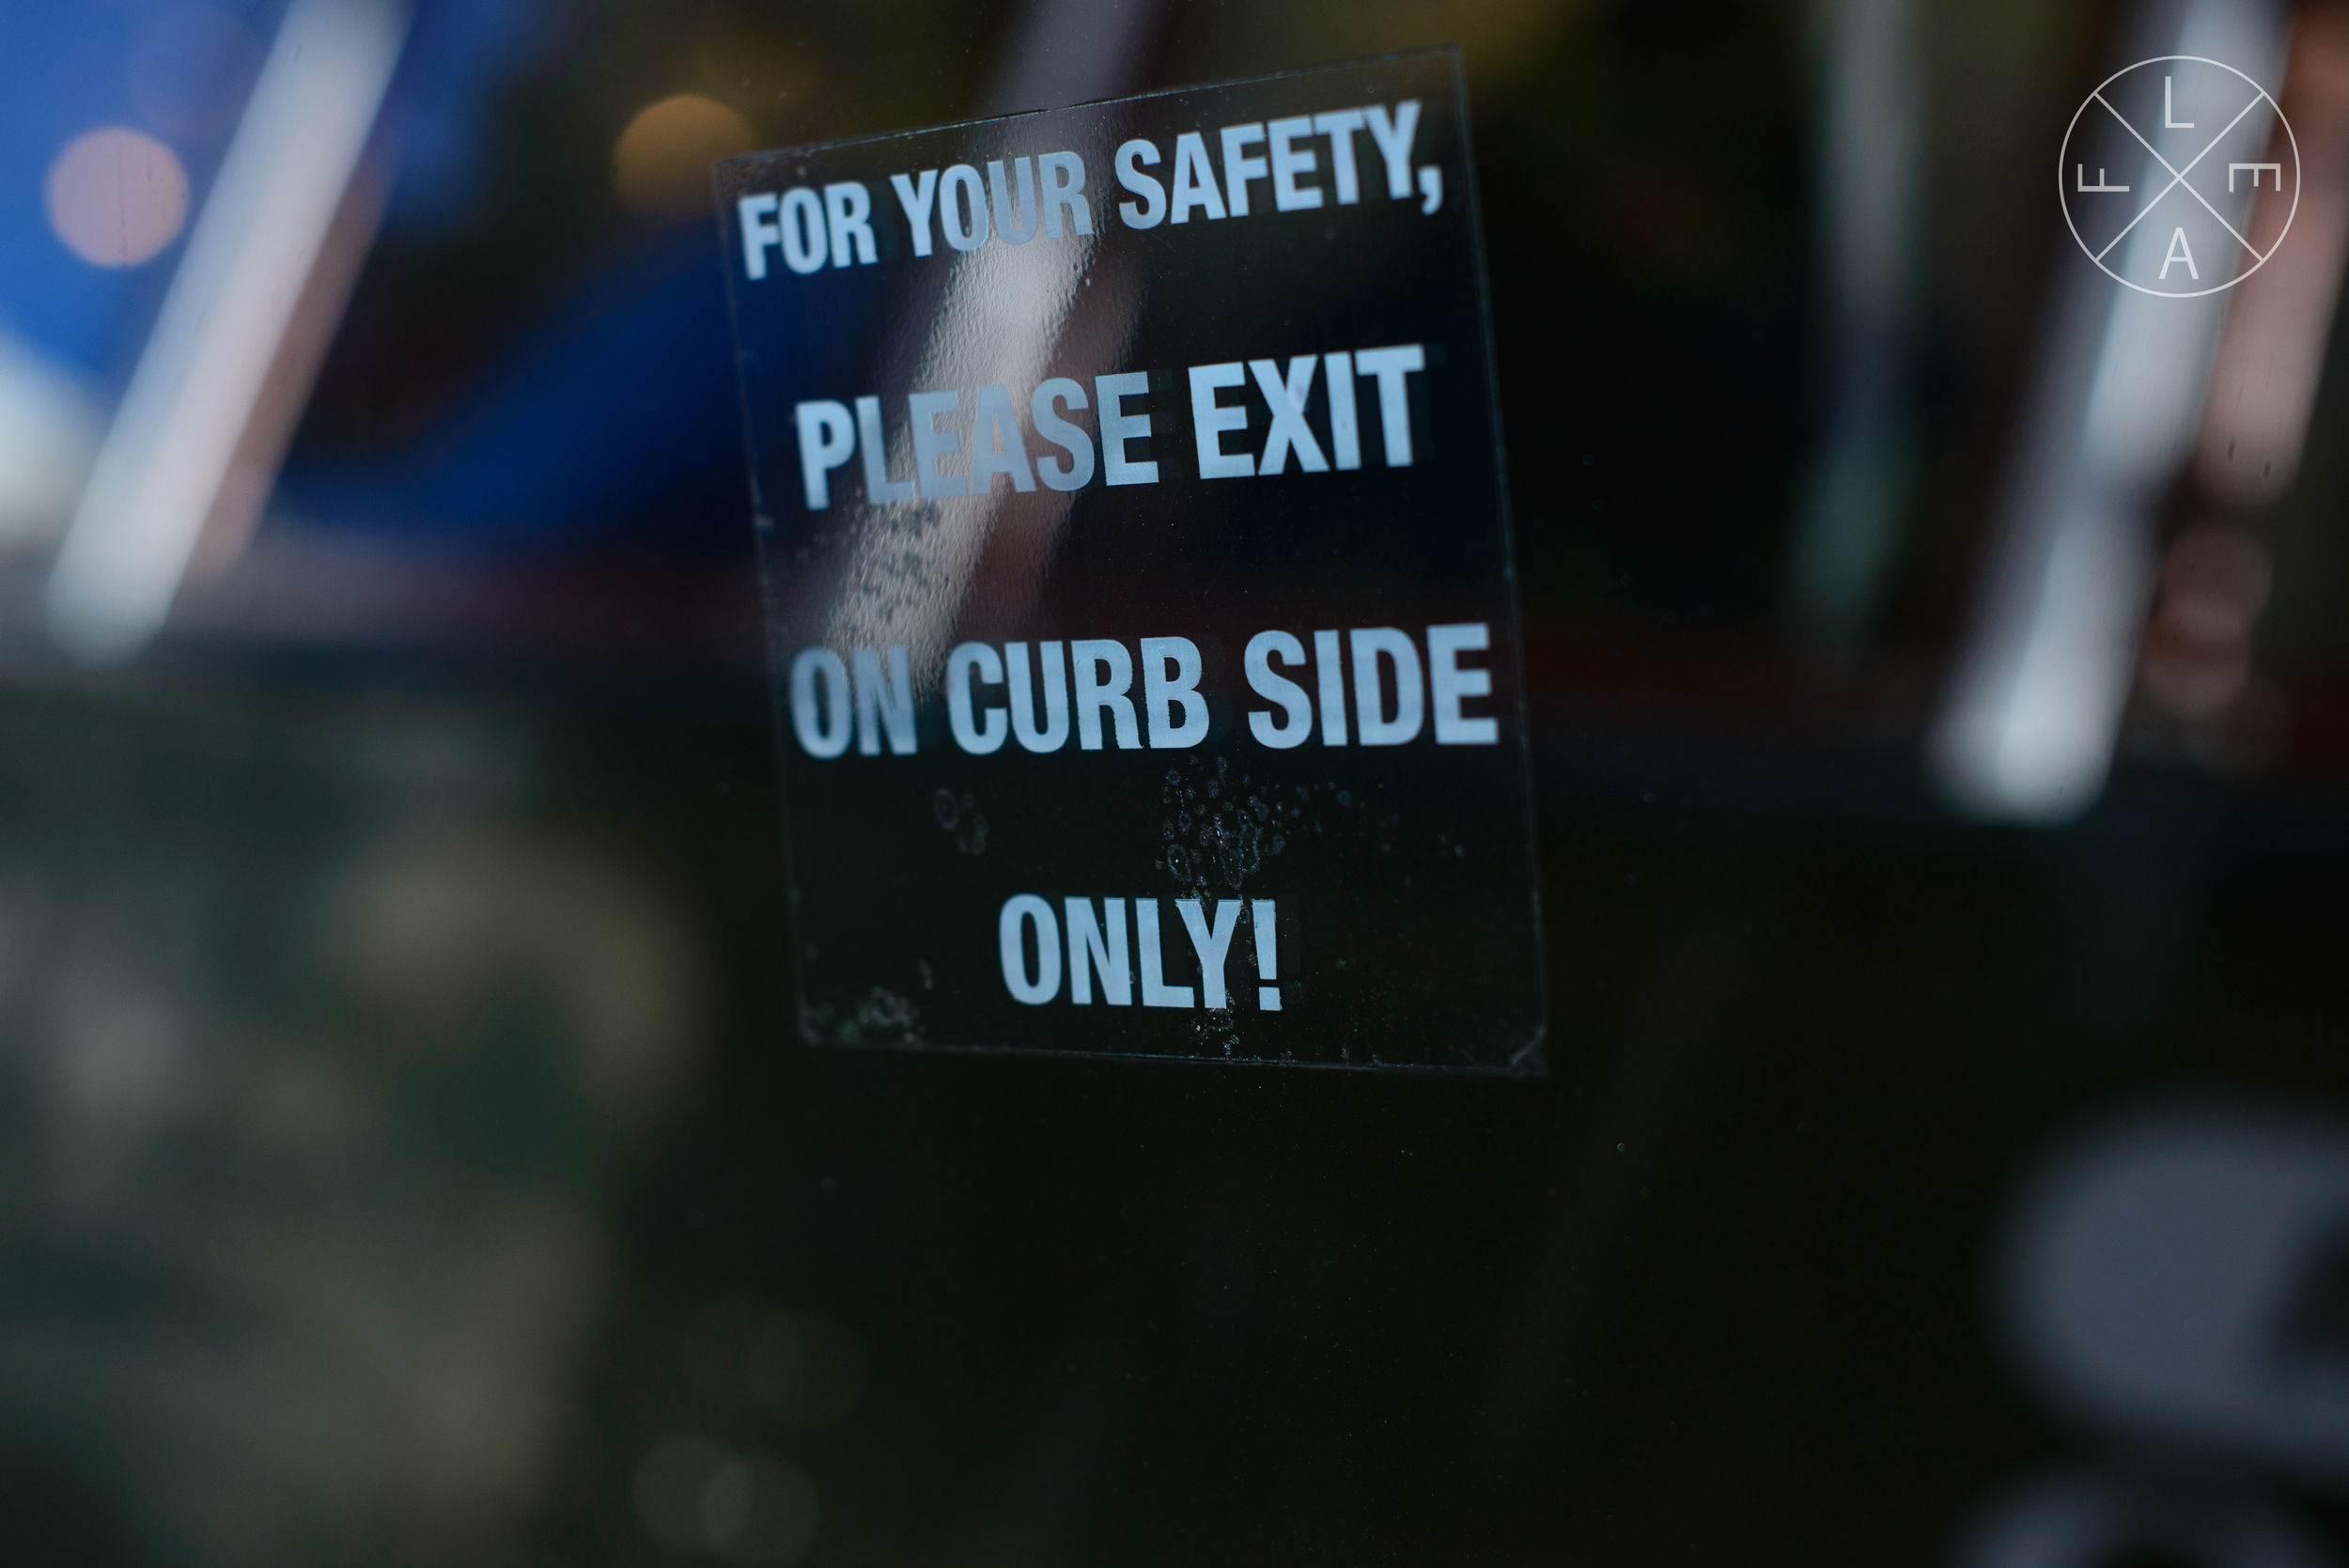 FOR YOUR SAFETY,
PLEASE EXIT
ON CURB SIDE
ONLY!
L
F E
A